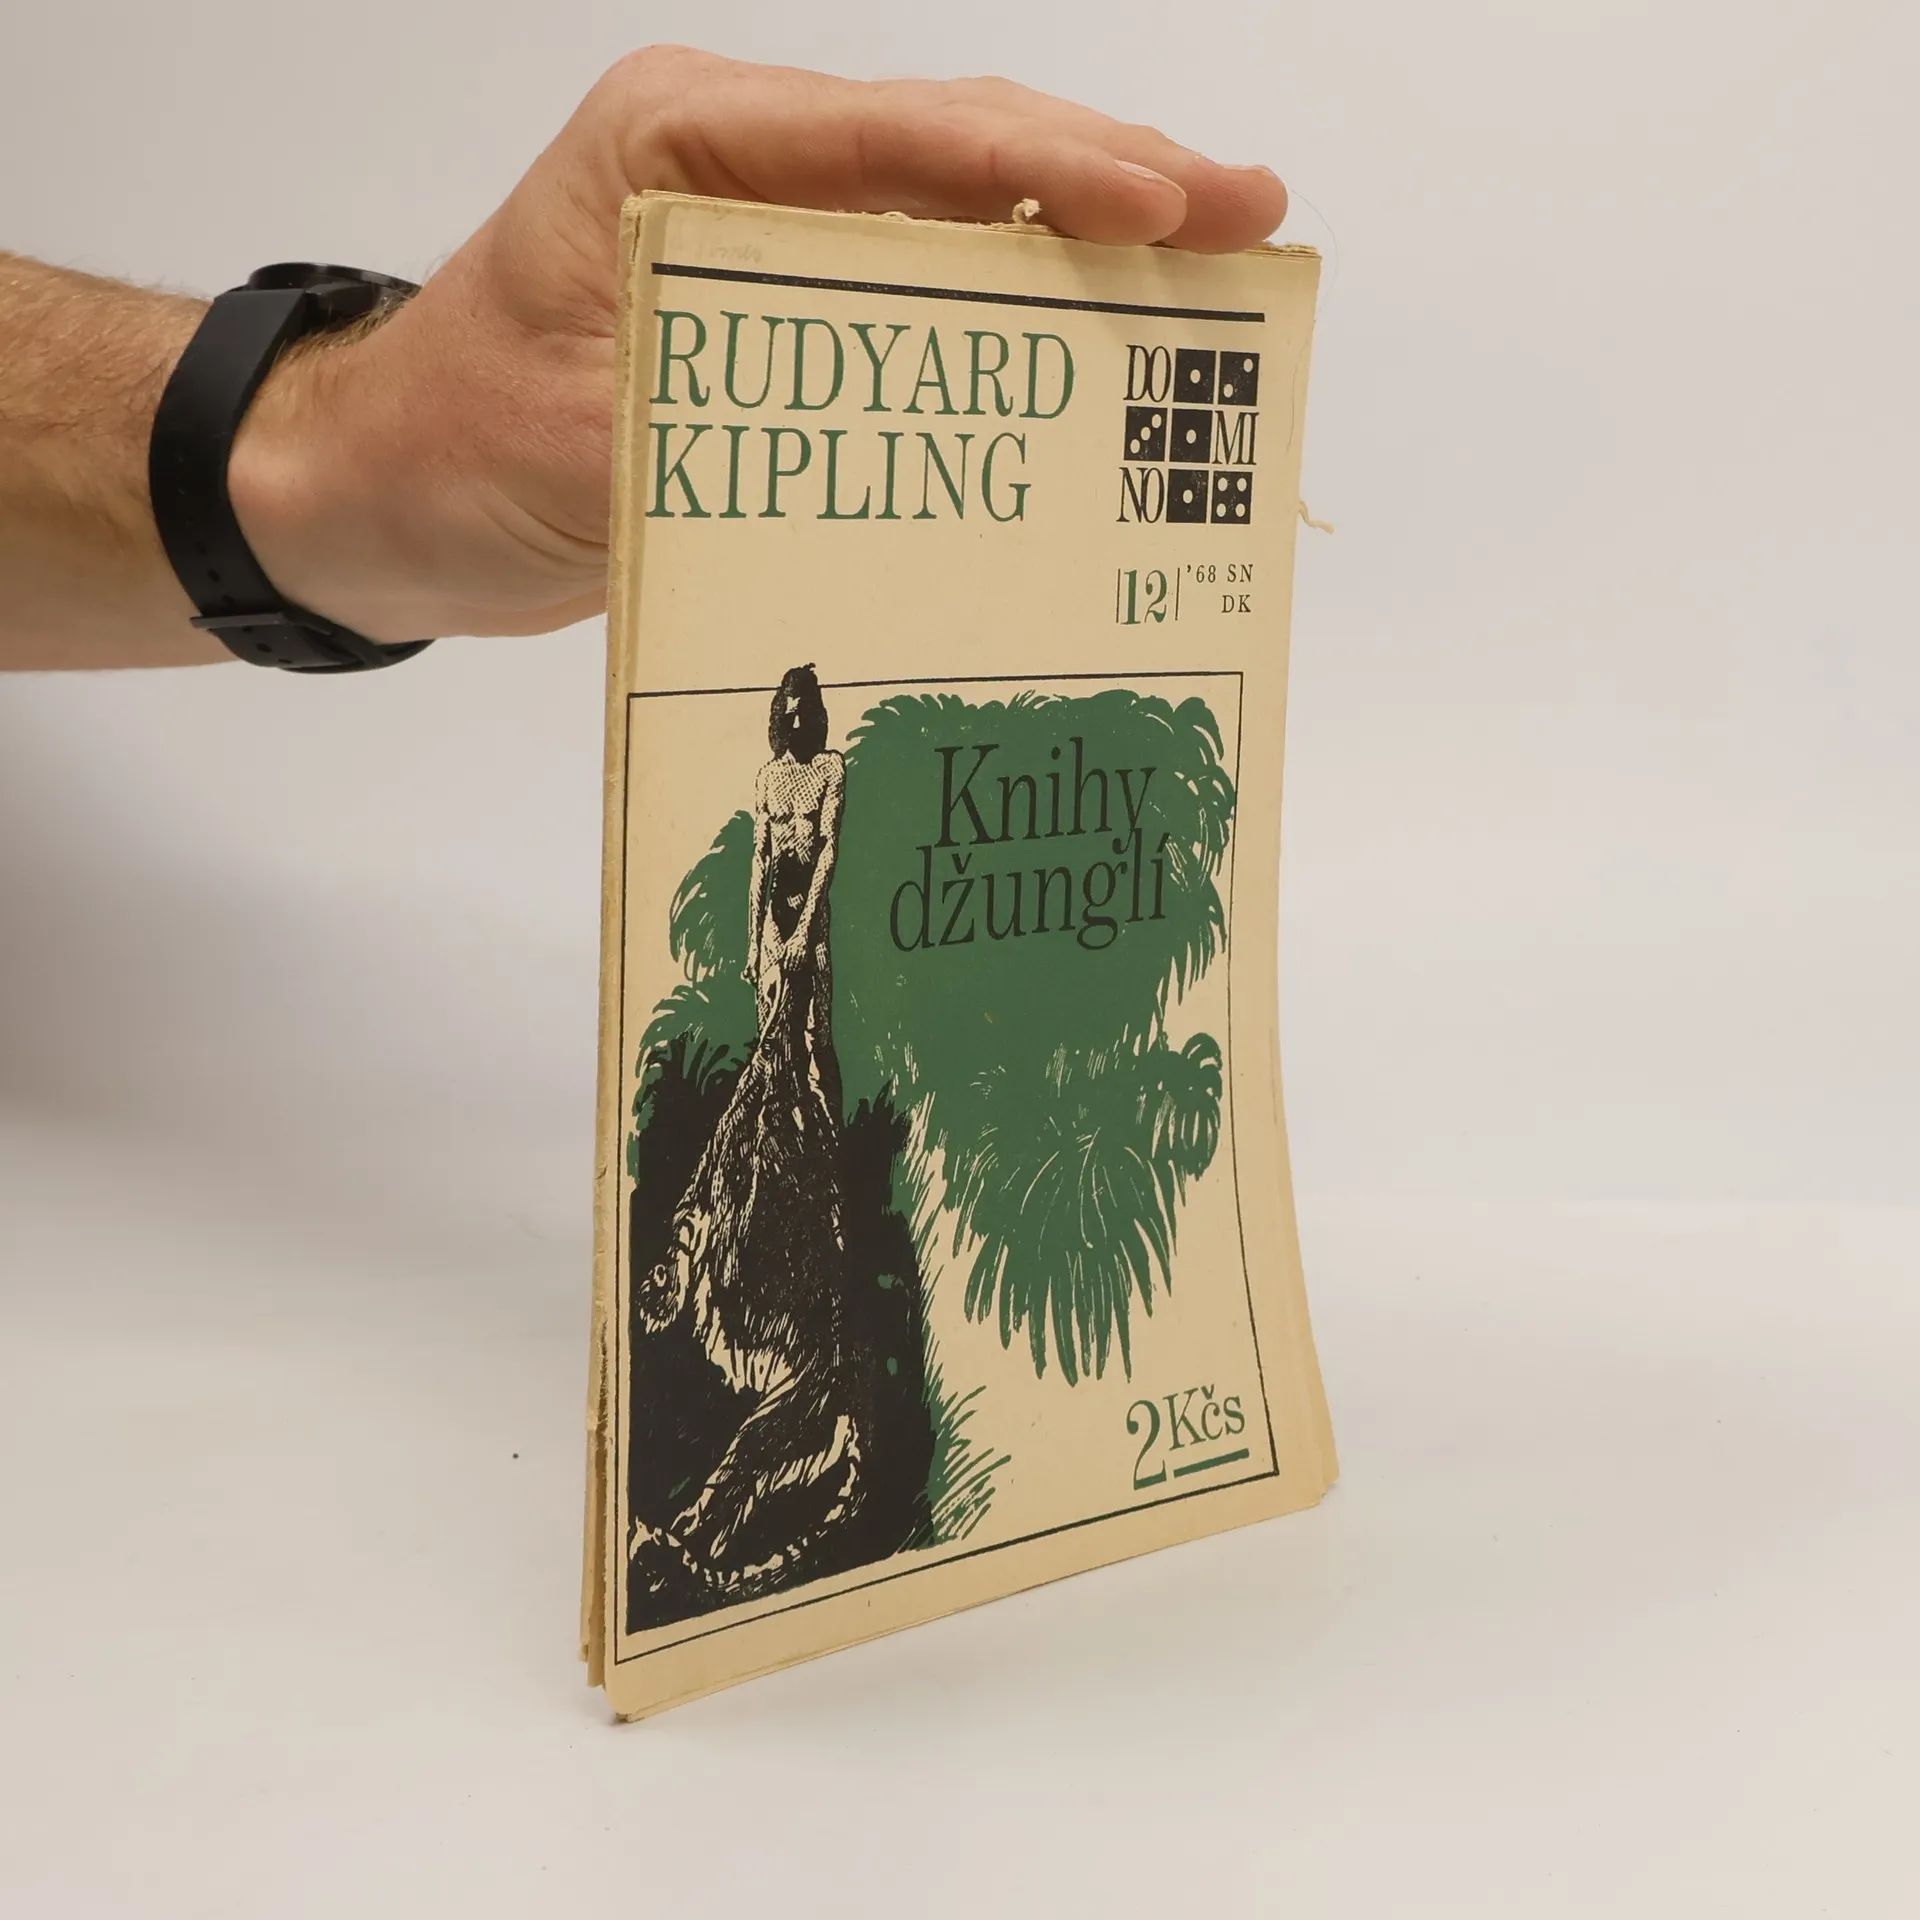 RUDYARD
KIPLING
DO
MI
NO
|12| '68 SN
DK
Knihy
džunglí
2 Kčs